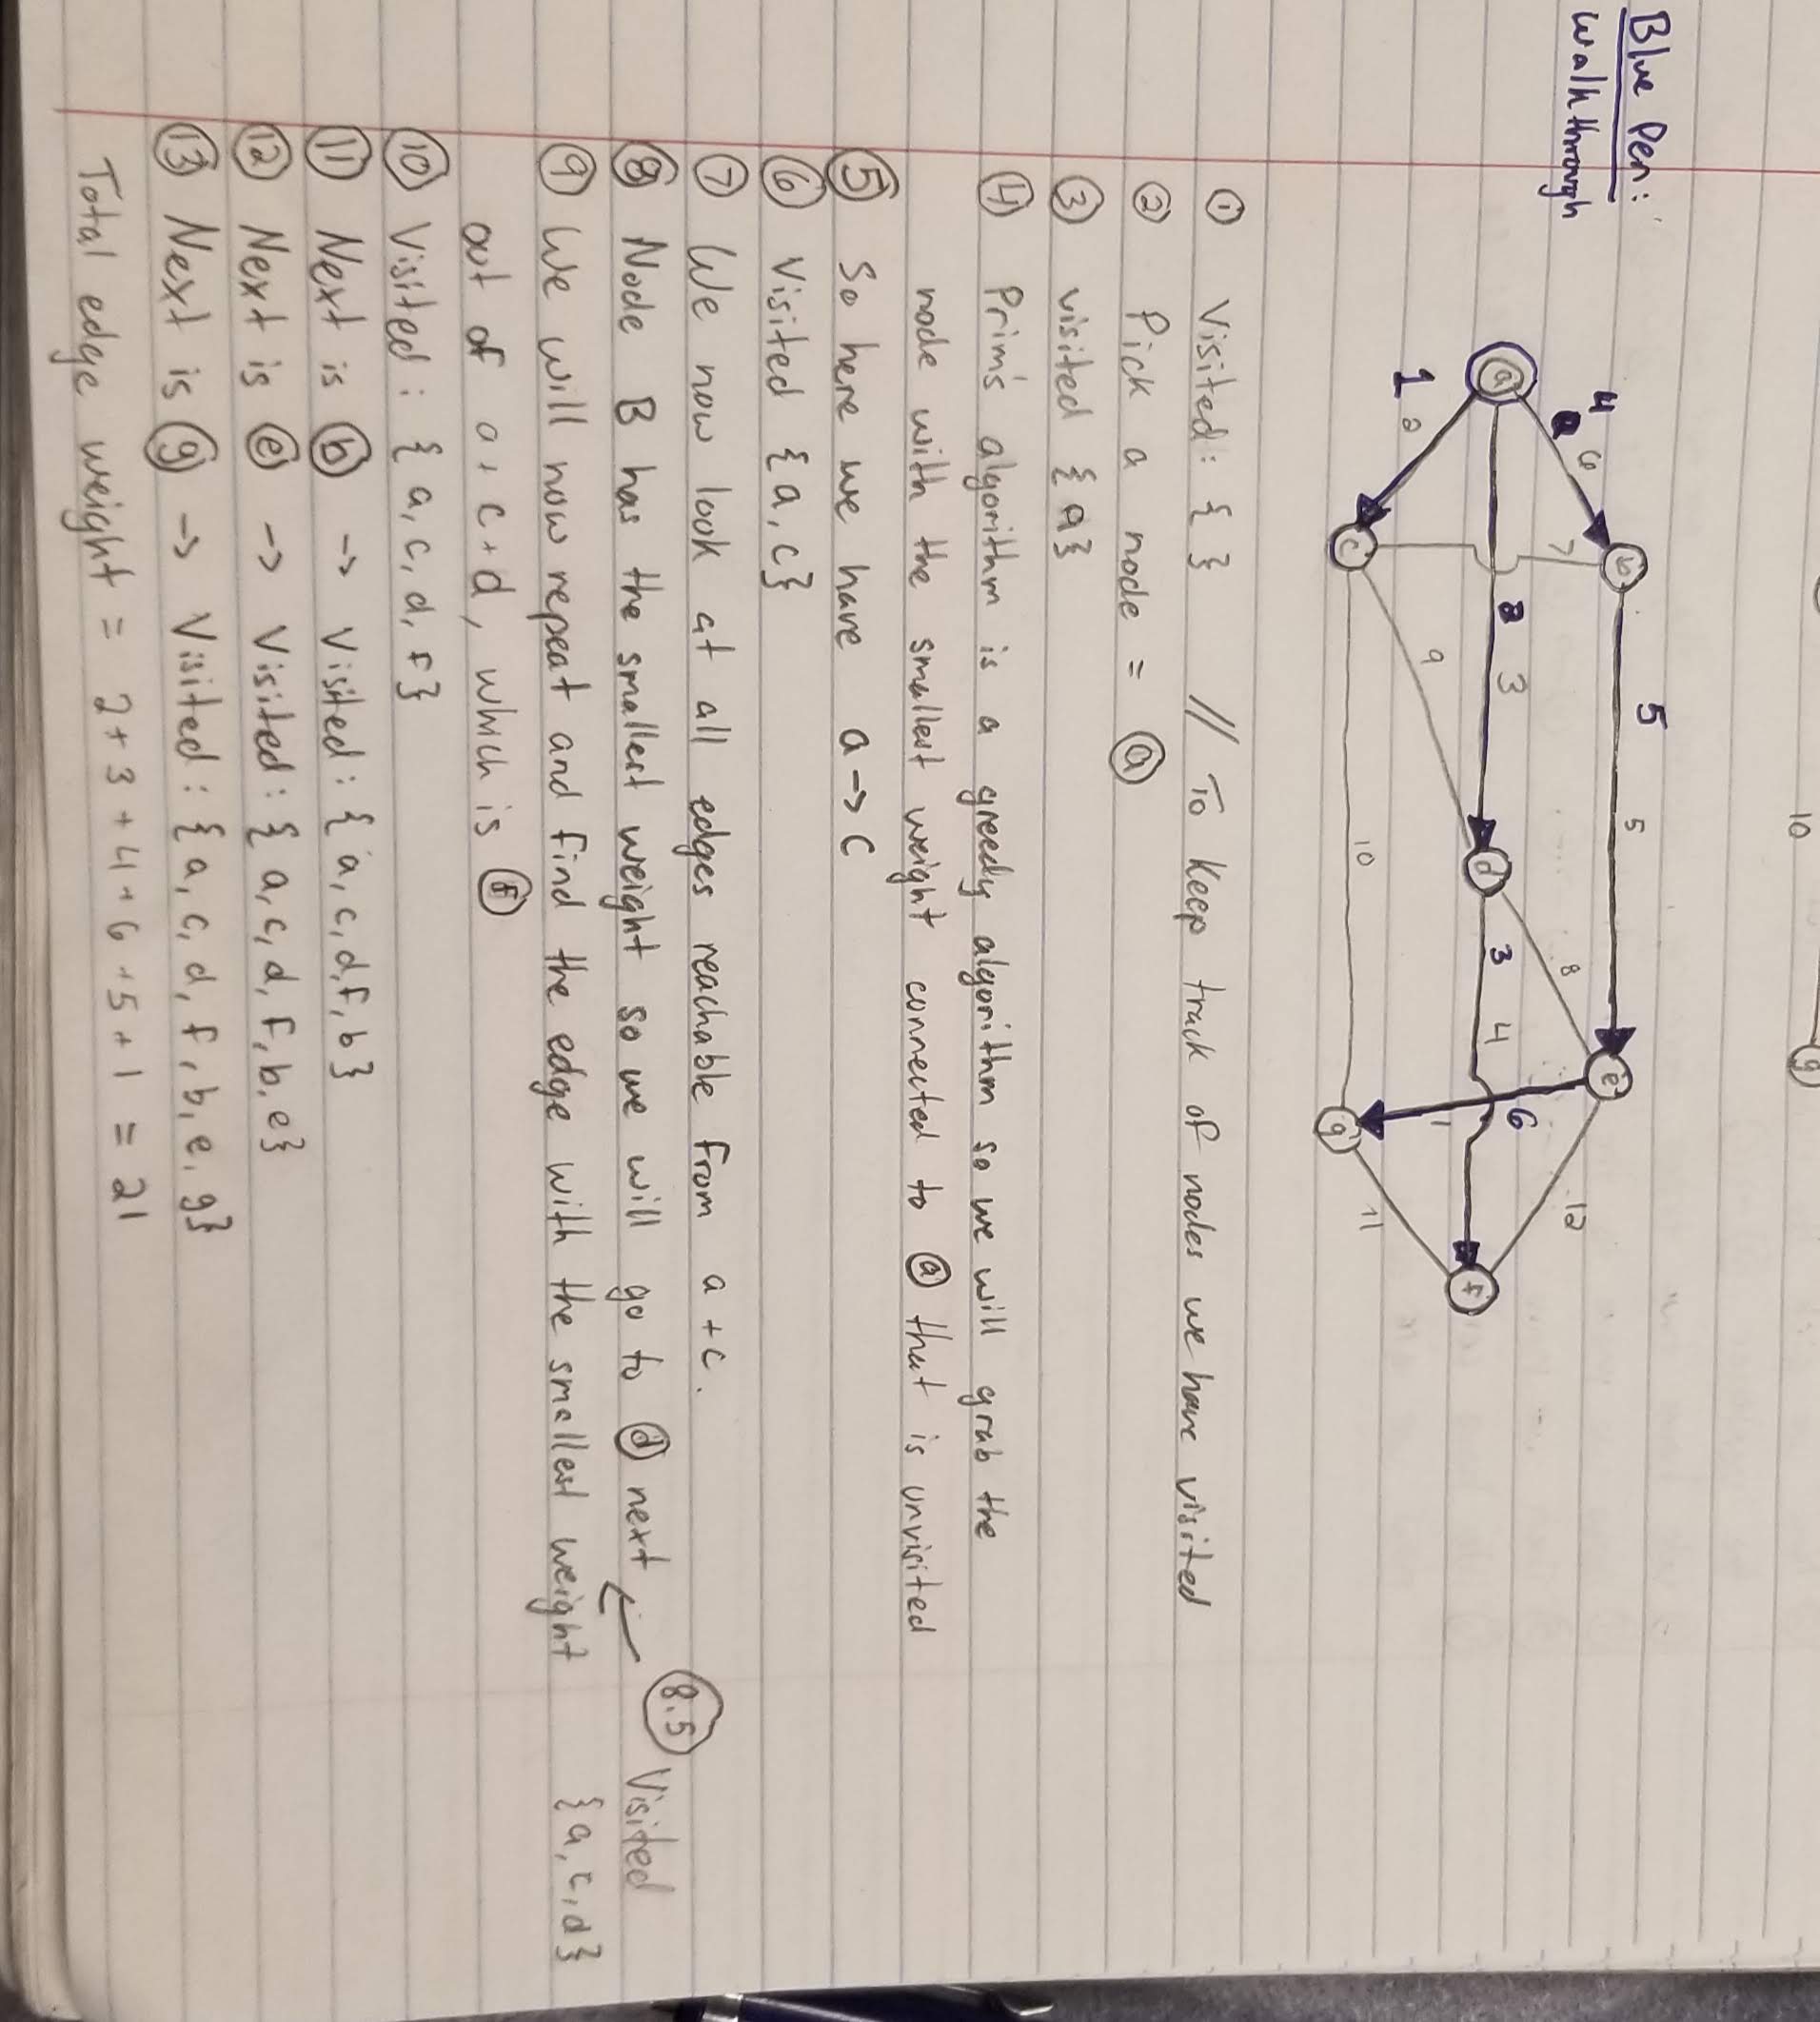 10 g
Blue Pen:
Walkthrough
5
5
b
e
4
6
7
8
12
a
2
3
d
3
4
6
f
1
2
9
1
c
10
g
11
① Visited: { } // To keep track of nodes we have visited
② Pick a node = ⓐ
③ visited {a}
④ Prim's algorithm is a greedy algorithm so we will grab the
node with the smallest weight connected to ⓐ that is unvisited
⑤ So here we have a -> c
⑥ Visited {a, c}
⑦ We now look at all edges reachable from a + c.
⑧ Node B has the smallest weight so we will go to ⓓ next
8.5 Visited
{a, c, d}
⑨ We will now repeat and find the edge with the smallest weight
out of a + c + d, which is ⓕ
⑩ Visited: { a, c, d, f}
⑪ Next is ⓑ -> Visited: { a, c, d, f, b }
⑫ Next is ⓔ -> Visited: { a, c, d, f, b, e}
⑬ Next is ⓖ -> Visited: { a, c, d, f, b, e, g}
Total edge weight = 2 + 3 + 4 + 6 + 5 + 1 = 21